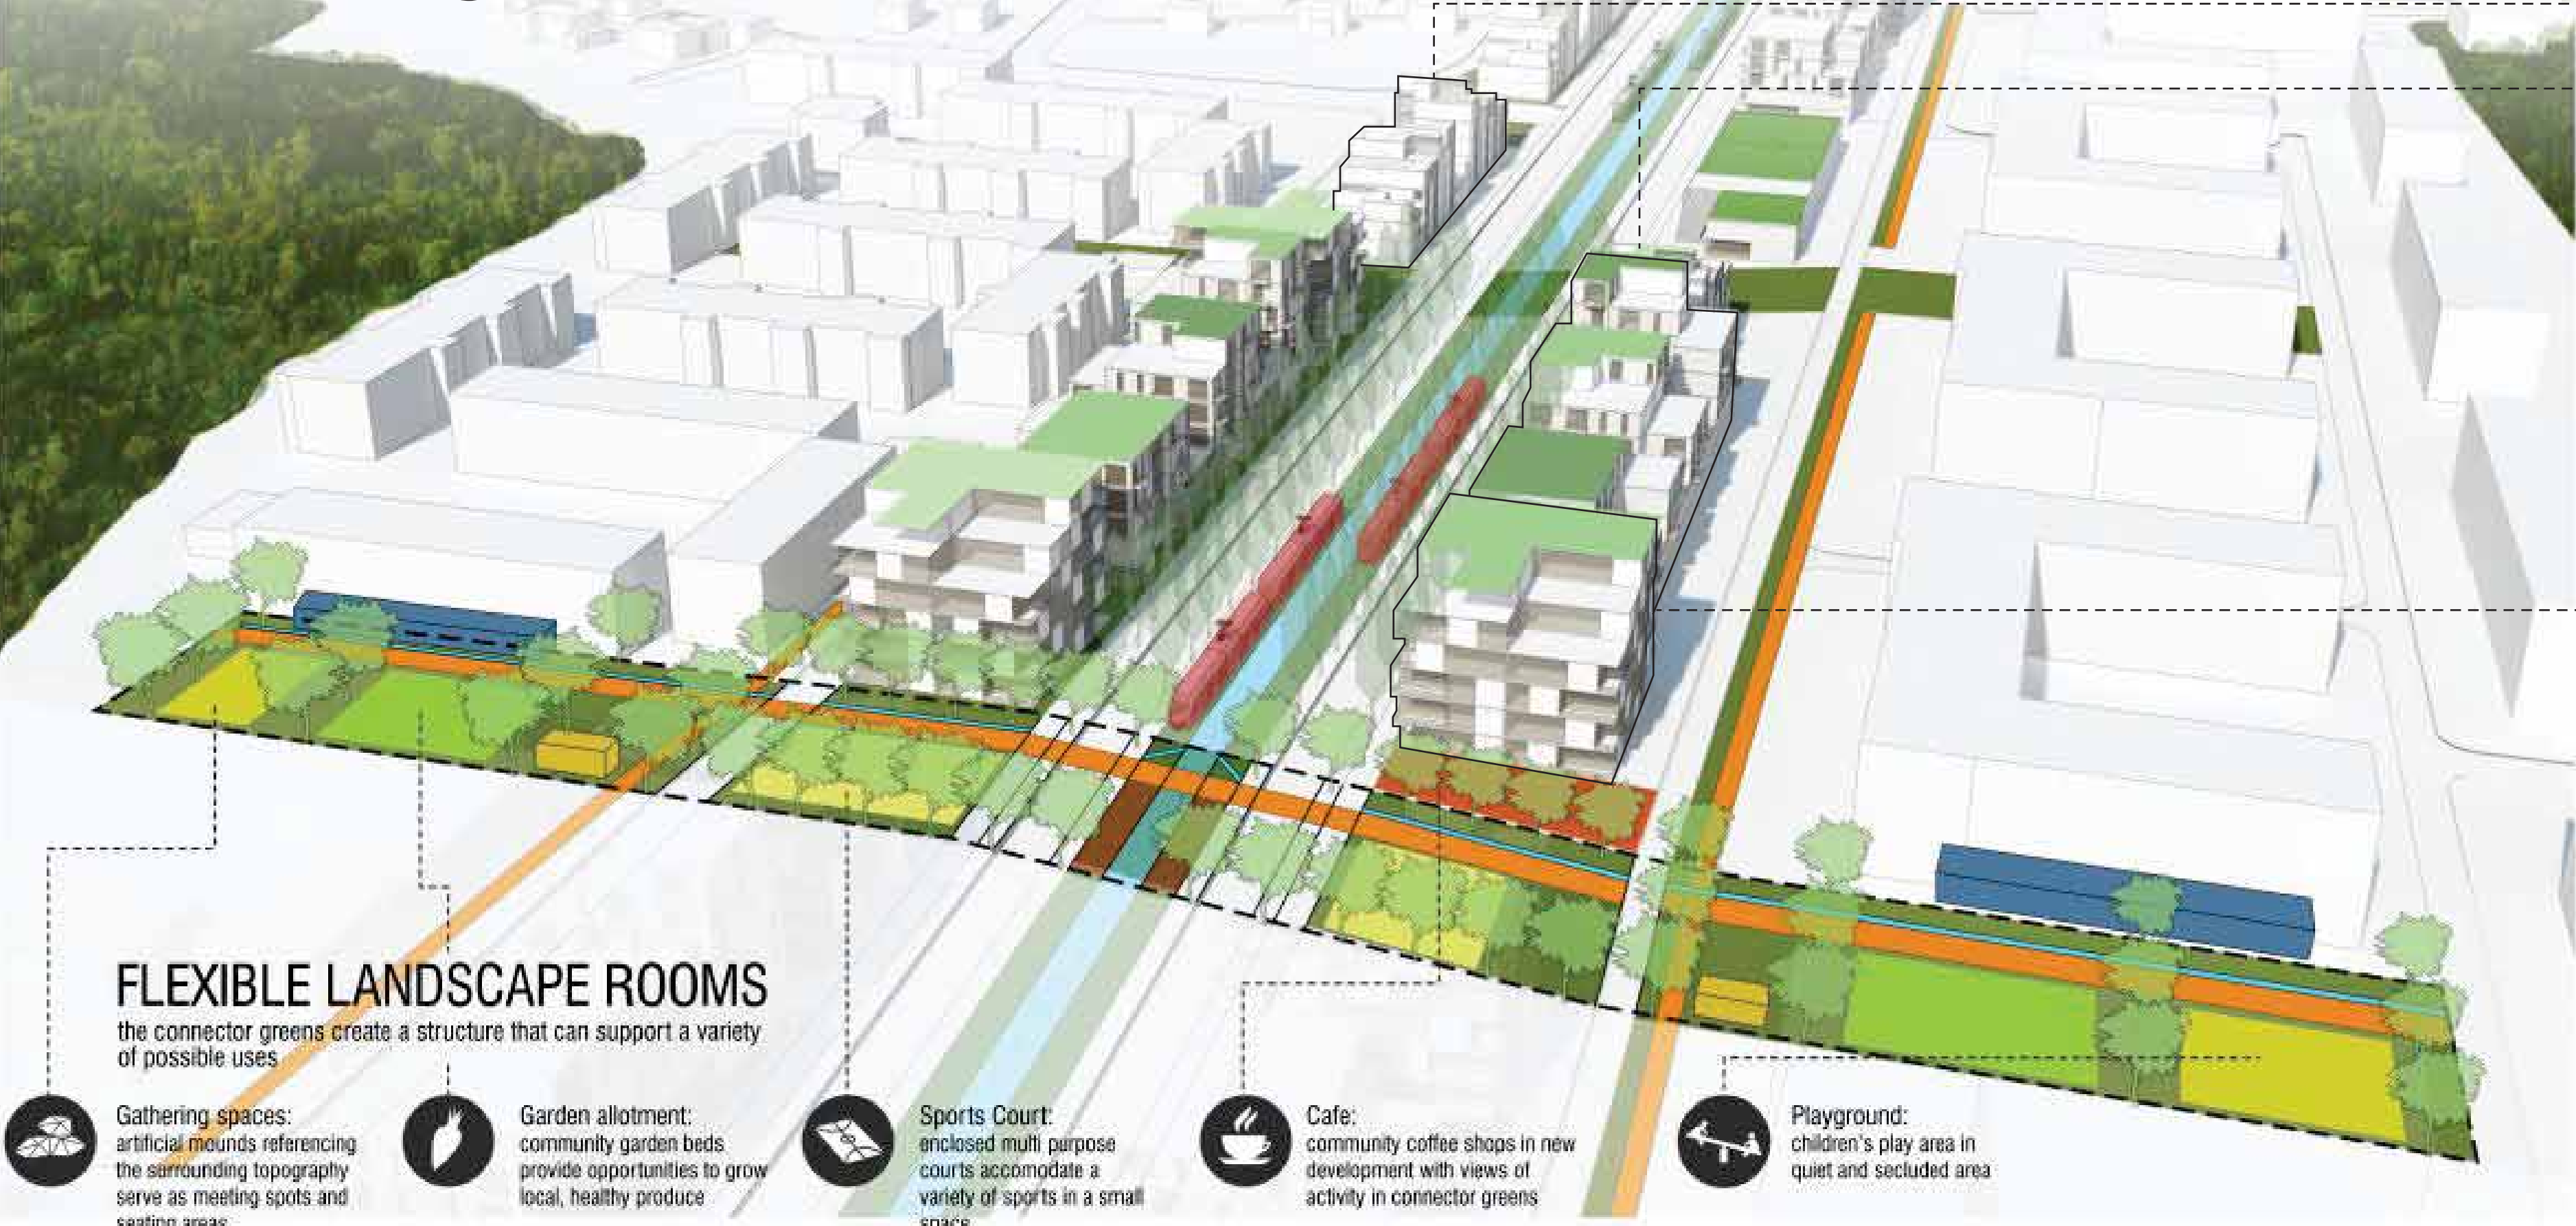 FLEXIBLE LANDSCAPE ROOMS
the connector greens create a structure that can support a variety
of possible uses
Gathering spaces:
artificial mounds referencing
the surrounding topography
serve as meeting spots and
seating areas
Garden allotment:
community garden beds
provide opportunities to grow
local, healthy produce
Sports Court:
enclosed multi purpose
courts accomodate a
variety of sports in a small
space
Cafe:
community coffee shops in new
development with views of
activity in connector greens
Playground:
children's play area in
quiet and secluded area